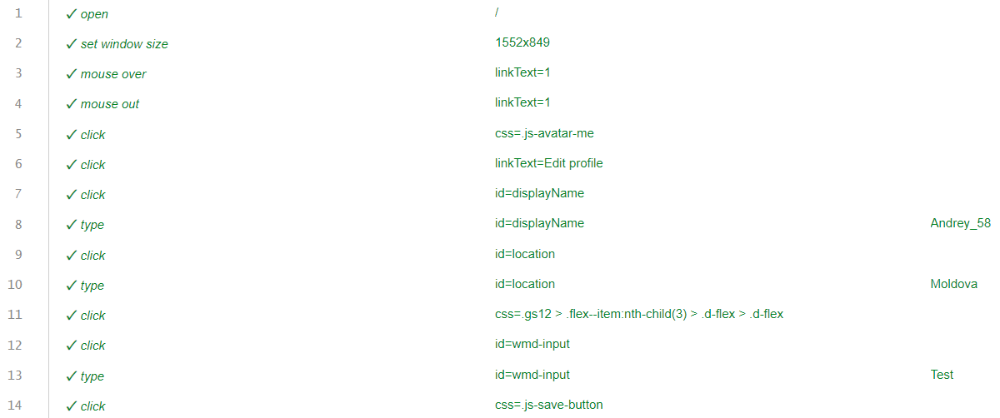 1 ✓ open /
2 ✓ set window size 1552x849
3 ✓ mouse over linkText=1
4 ✓ mouse out linkText=1
5 ✓ click css=.js-avatar-me
6 ✓ click linkText=Edit profile
7 ✓ click id=displayName
8 ✓ type id=displayName Andrey_58
9 ✓ click id=location
10 ✓ type id=location Moldova
11 ✓ click css=.gs12 > .flex--item:nth-child(3) > .d-flex > .d-flex
12 ✓ click id=wmd-input
13 ✓ type id=wmd-input Test
14 ✓ click css=.js-save-button